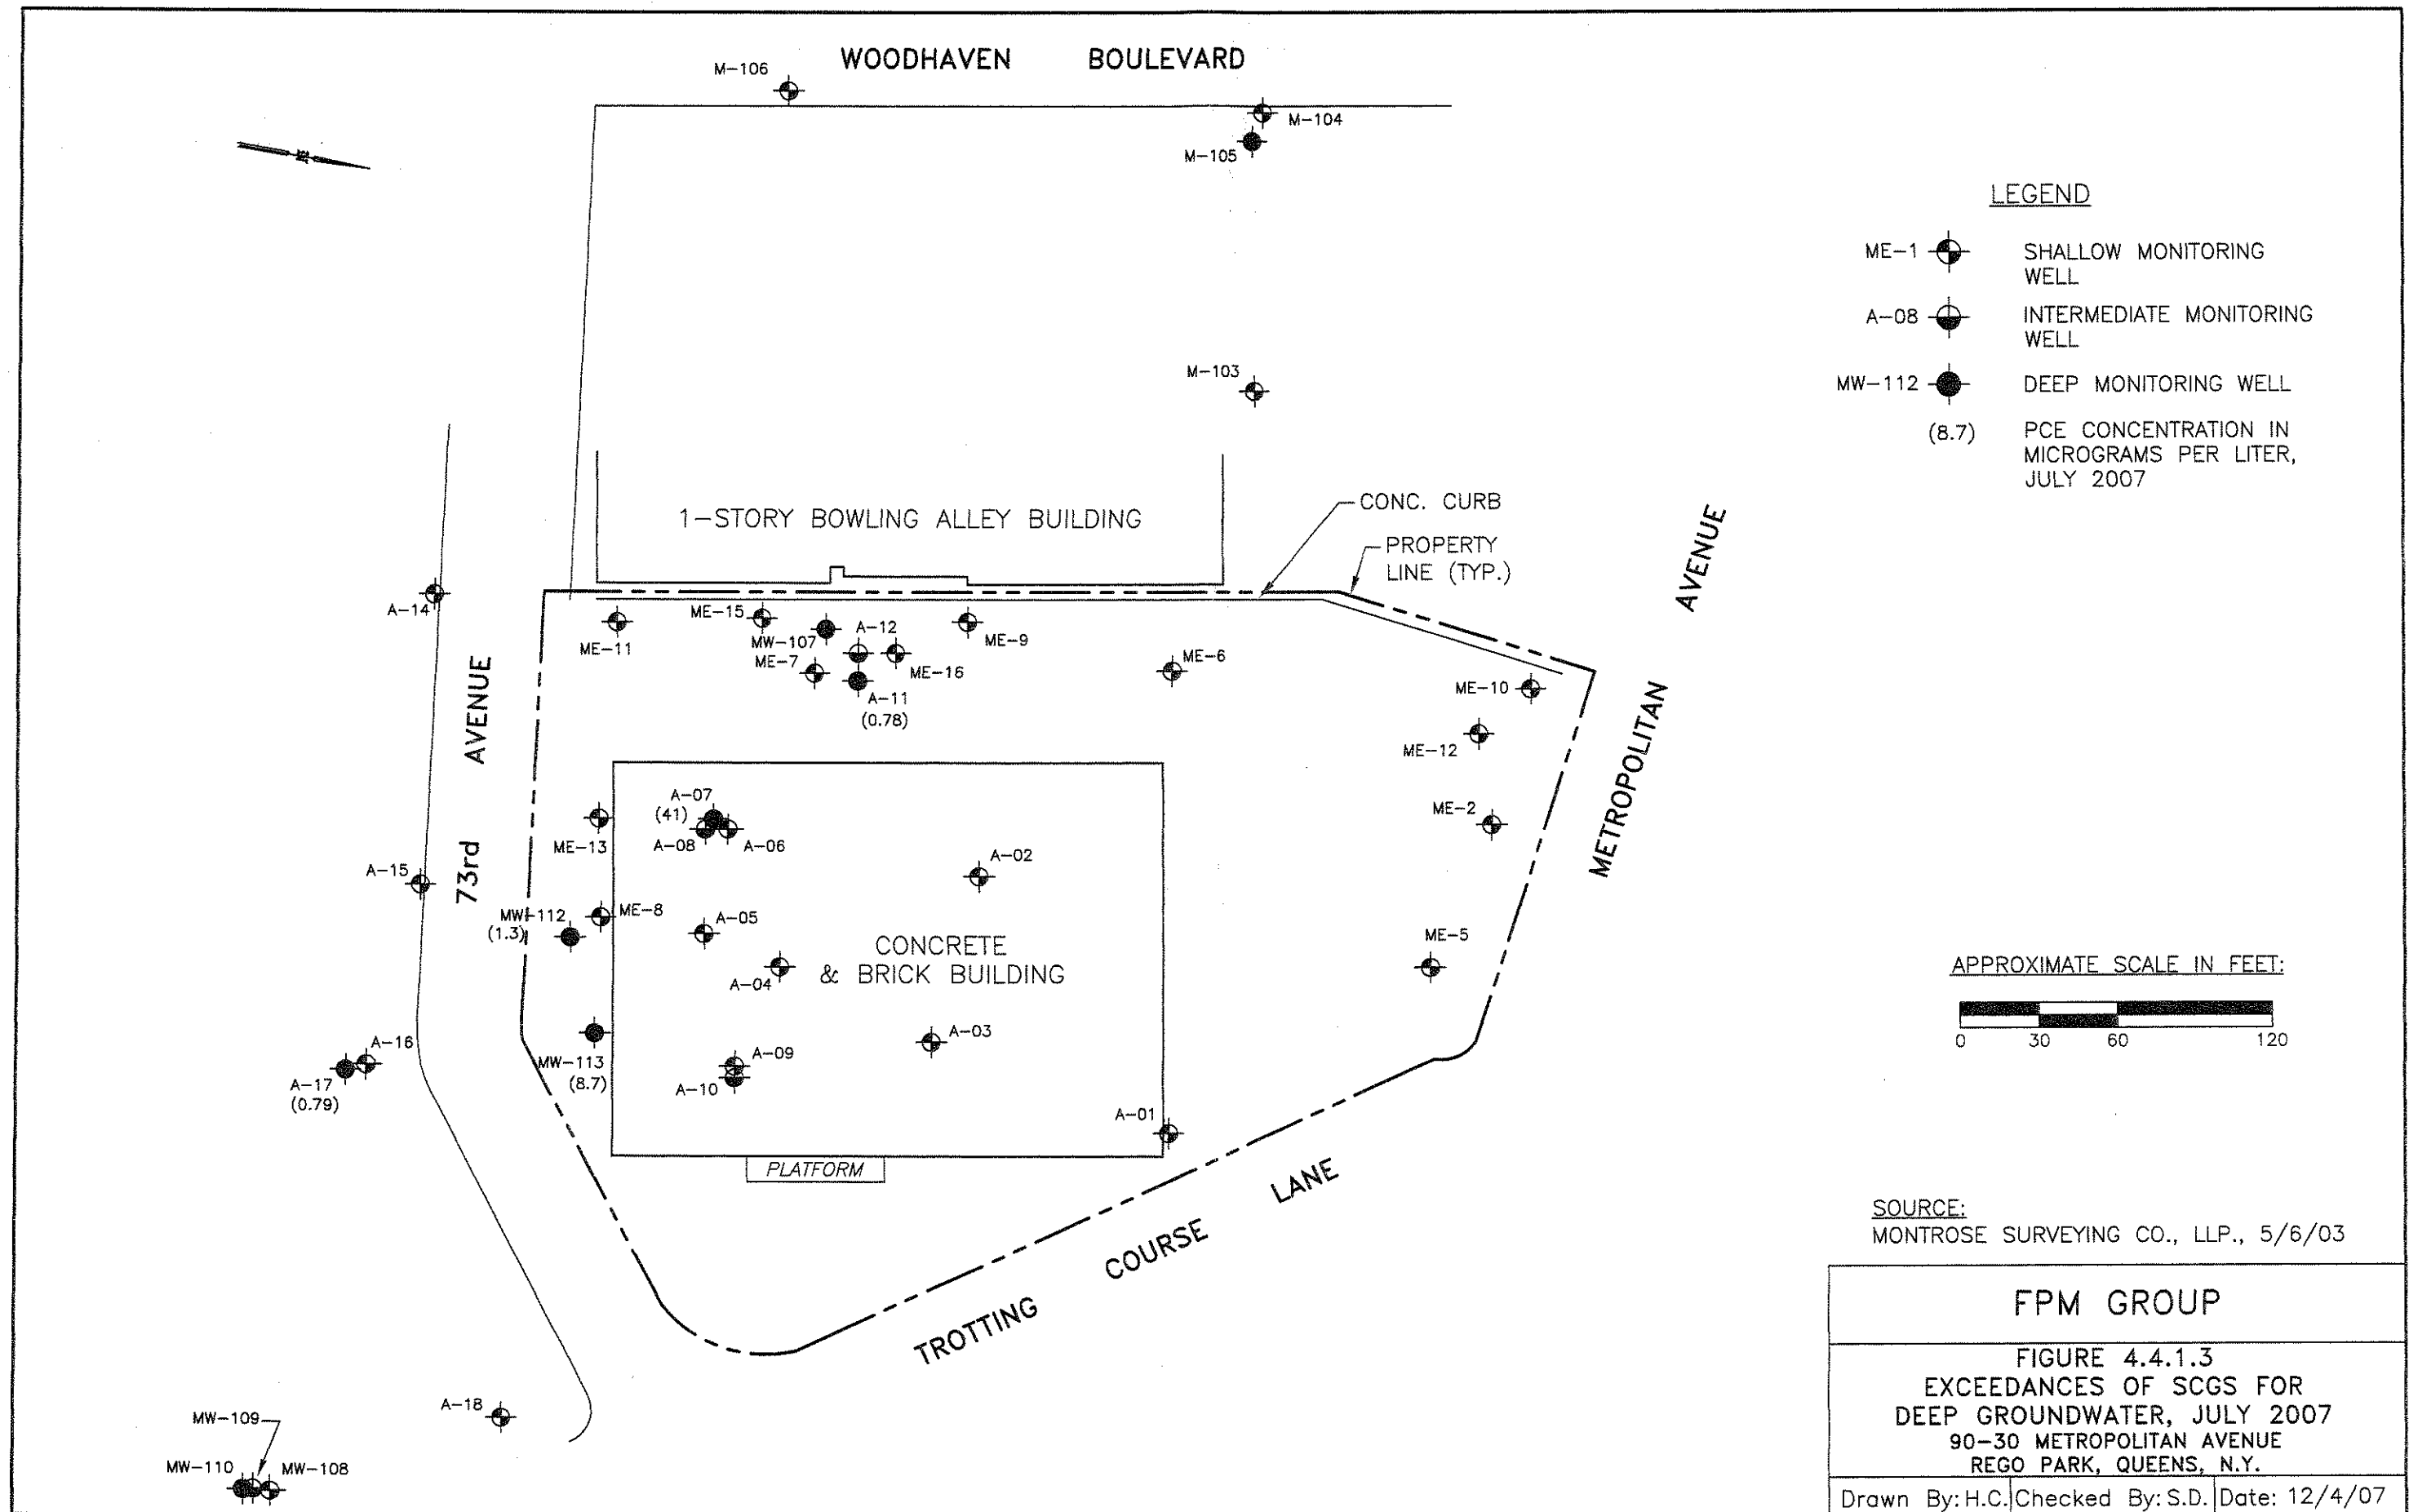 WOODHAVEN BOULEVARD
M-106
M-104
M-105
N
LEGEND
ME-1 SHALLOW MONITORING
WELL
A-08 INTERMEDIATE MONITORING
WELL
MW-112 DEEP MONITORING WELL
(8.7) PCE CONCENTRATION IN
MICROGRAMS PER LITER,
JULY 2007
M-103
CONC. CURB
1-STORY BOWLING ALLEY BUILDING
PROPERTY
LINE (TYP.)
METROPOLITAN AVENUE
73rd AVENUE
A-14
ME-11
ME-15
MW-107
ME-7
A-12
ME-16
ME-9
A-11
(0.78)
ME-6
ME-10
ME-12
ME-2
ME-5
A-07
(41)
A-08
A-06
ME-13
A-02
A-15
MW-112
(1.3)
ME-8
A-05
CONCRETE
& BRICK BUILDING
A-04
A-03
A-16
A-17
(0.79)
MW-113
(8.7)
A-09
A-10
A-01
PLATFORM
TROTTING COURSE LANE
A-18
MW-109
MW-110
MW-108
APPROXIMATE SCALE IN FEET:
0 30 60 120
SOURCE:
MONTROSE SURVEYING CO., LLP., 5/6/03
FPM GROUP
FIGURE 4.4.1.3
EXCEEDANCES OF SCGS FOR
DEEP GROUNDWATER, JULY 2007
90-30 METROPOLITAN AVENUE
REGO PARK, QUEENS, N.Y.
Drawn By: H.C. Checked By: S.D. Date: 12/4/07